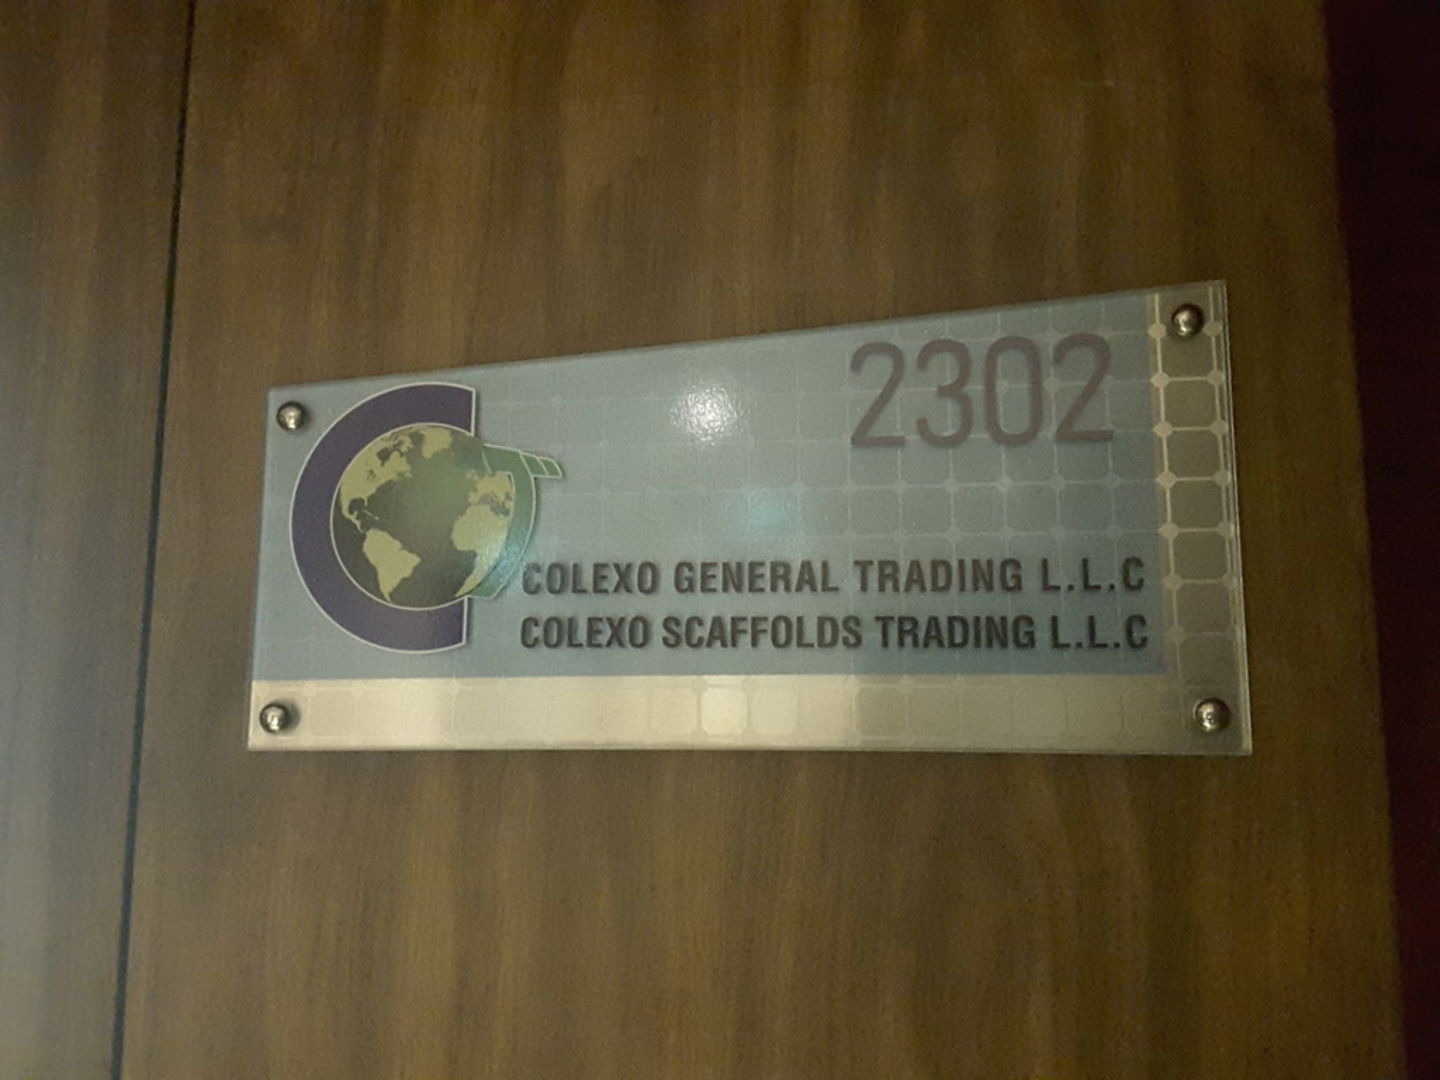 2302
COLEXO GENERAL TRADING L.L.C
COLEXO SCAFFOLDS TRADING L.L.C